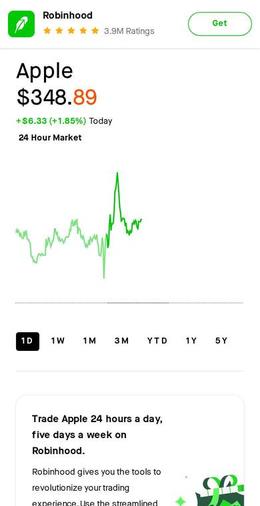 Robinhood
3.9M Ratings
Get
Apple
$348.89
+$6.33 (+1.85%) Today
24 Hour Market
1D 1W 1M 3M YTD 1Y 5Y
Trade Apple 24 hours a day,
five days a week on
Robinhood.
Robinhood gives you the tools to
revolutionize your trading
experience. Use the streamlined